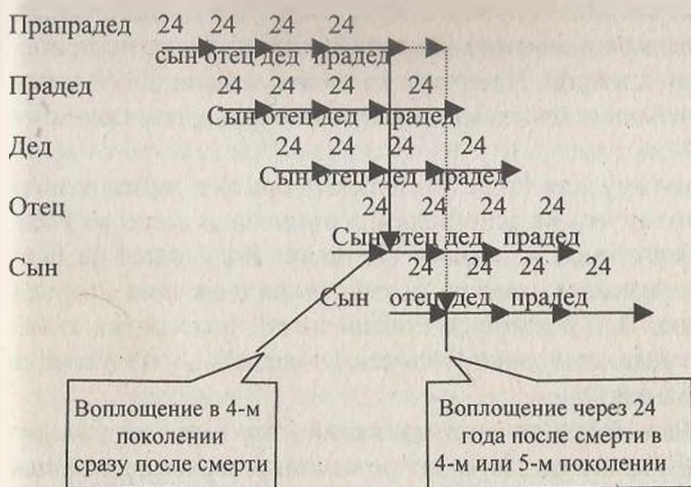 Прапрадед 24 24 24 24
сын отец дед прадед
Прадед 24 24 24 24
Сын отец дед прадед
Дед 24 24 24 24
Сын отец дед прадед
Отец 24 24 24 24
Сын отец дед прадед
Сын 24 24 24 24
Сын отец дед прадед
Воплощение в 4-м
поколении
сразу после смерти
Воплощение через 24
года после смерти в
4-м или 5-м поколении